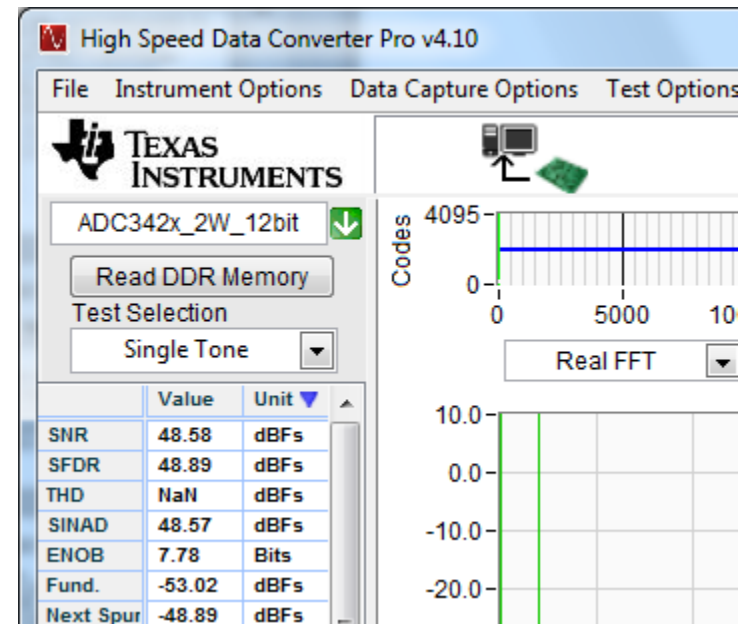 High Speed Data Converter Pro v4.10
File Instrument Options Data Capture Options Test Options
TEXAS
INSTRUMENTS
ADC342x_2W_12bit
Read DDR Memory
Test Selection
Single Tone
Value Unit
SNR 48.58 dBFs
SFDR 48.89 dBFs
THD NaN dBFs
SINAD 48.57 dBFs
ENOB 7.78 Bits
Fund. -53.02 dBFs
Next Spur -48.89 dBFs
Codes
4095
0
0 5000 10
Real FFT
10.0
0.0
-10.0
-20.0